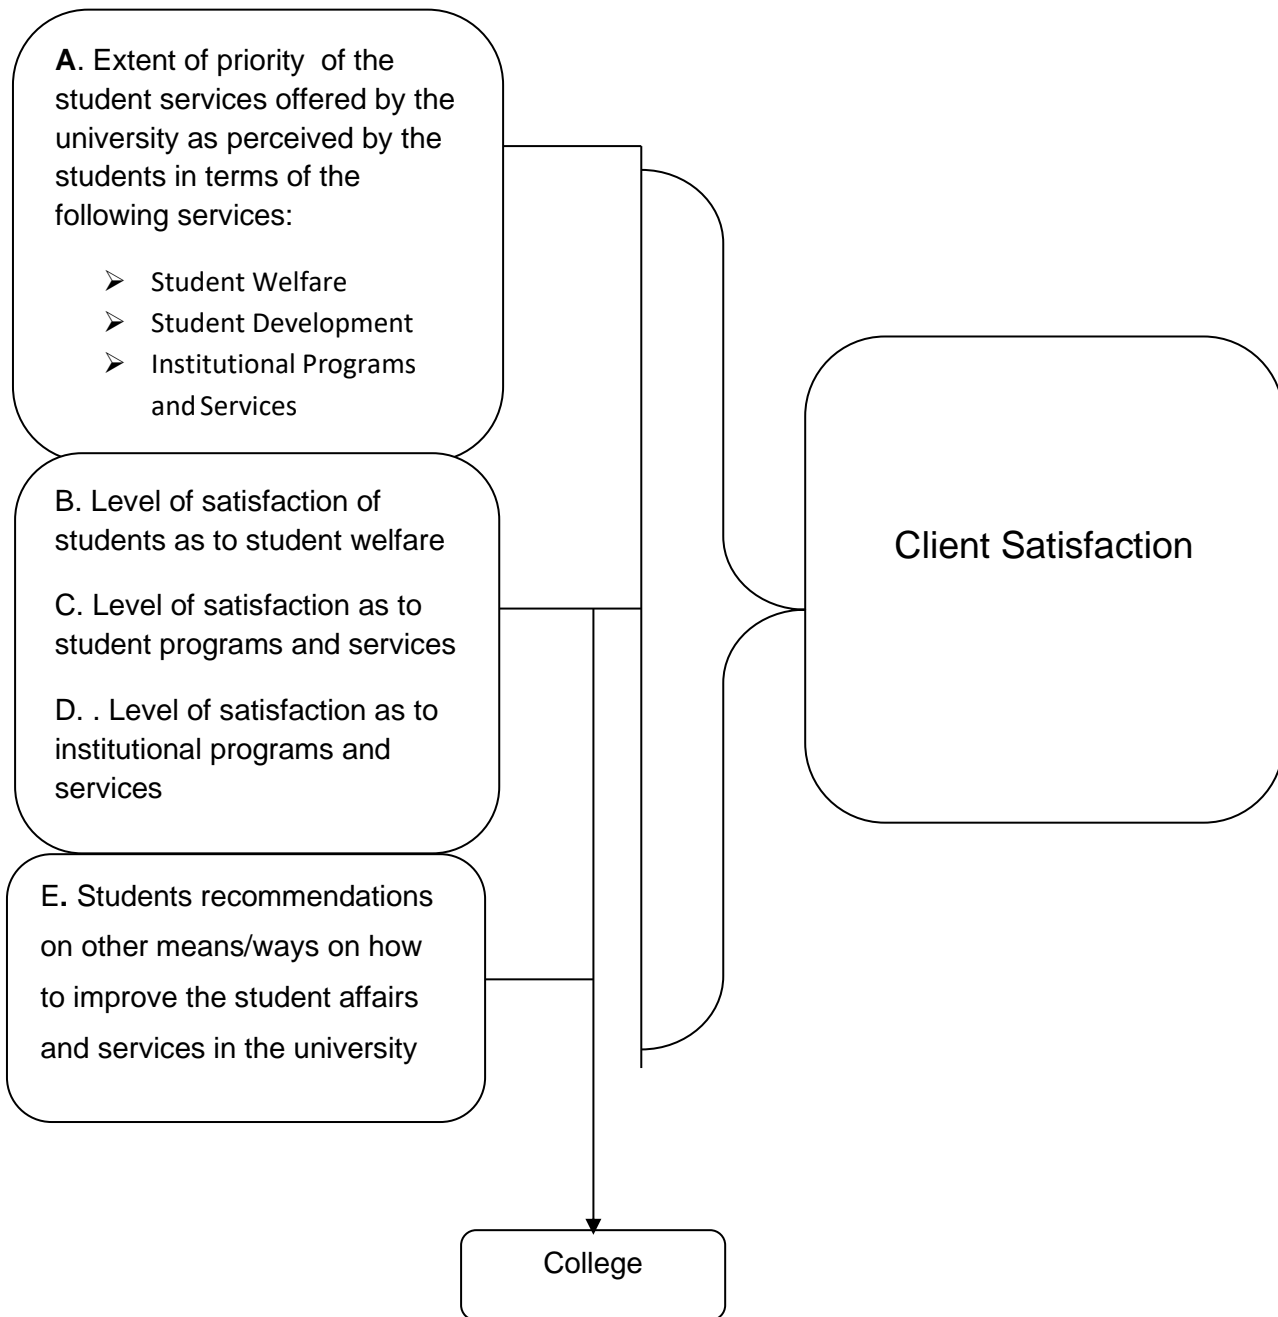 A. Extent of priority  of the
student services offered by the
university as perceived by the
students in terms of the
following services:
➢ Student Welfare
➢ Student Development
➢ Institutional Programs
and Services
B. Level of satisfaction of
students as to student welfare
C. Level of satisfaction as to
student programs and services
D. . Level of satisfaction as to
institutional programs and
services
E. Students recommendations
on other means/ways on how
to improve the student affairs
and services in the university
Client Satisfaction
College